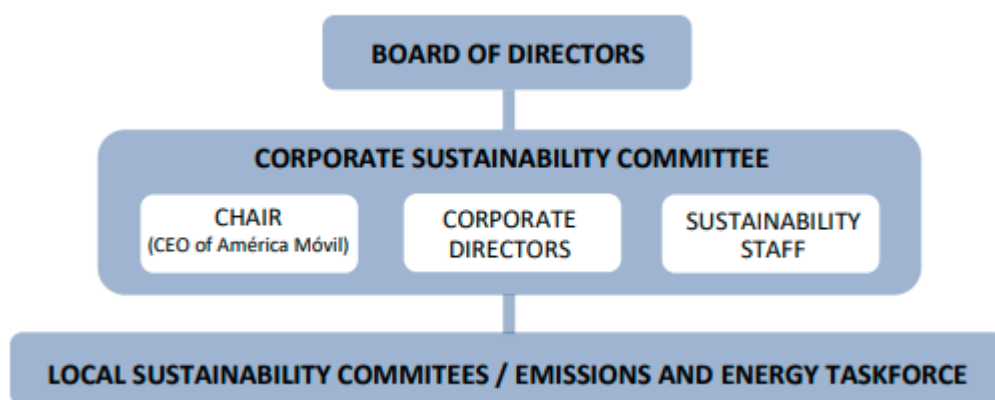 BOARD OF DIRECTORS
CORPORATE SUSTAINABILITY COMMITTEE
CHAIR
(CEO of América Móvil)
CORPORATE
DIRECTORS
SUSTAINABILITY
STAFF
LOCAL SUSTAINABILITY COMMITEES / EMISSIONS AND ENERGY TASKFORCE